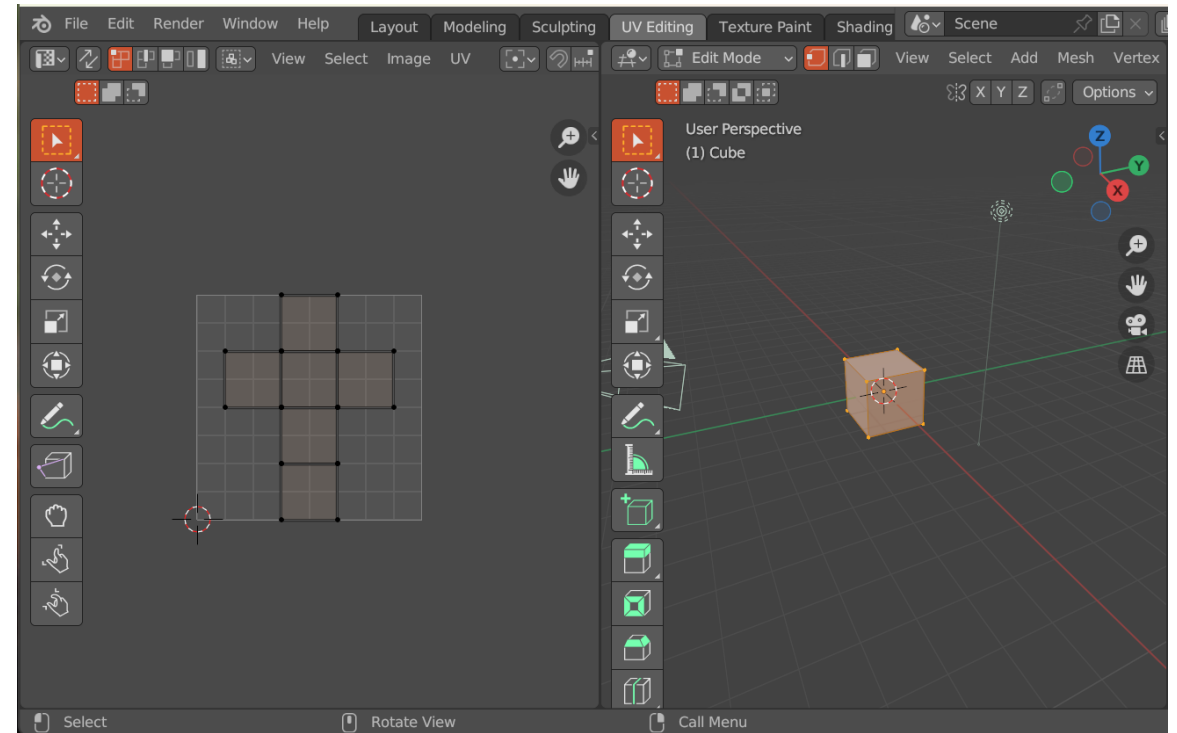 File Edit Render Window Help Layout Modeling Sculpting UV Editing Texture Paint Shading Scene
View Select Image UV Edit Mode View Select Add Mesh Vertex
X Y Z Options
User Perspective
(1) Cube
Z
Y
X
Select Rotate View Call Menu